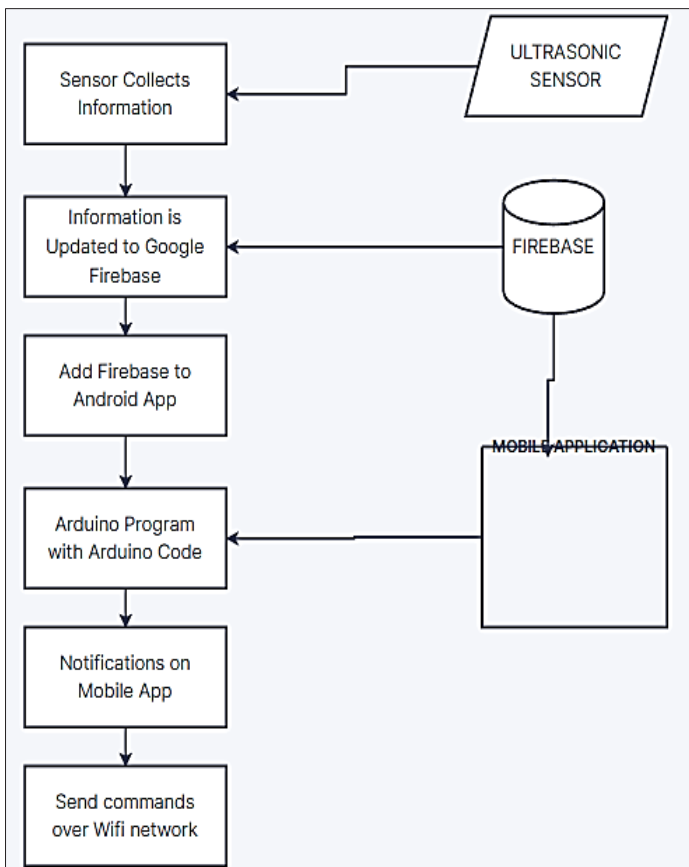 Sensor Collects
Information
ULTRASONIC
SENSOR
Information is
Updated to Google
Firebase
FIREBASE
Add Firebase to
Android App
MOBILE APPLICATION
Arduino Program
with Arduino Code
Notifications on
Mobile App
Send commands
over Wifi network